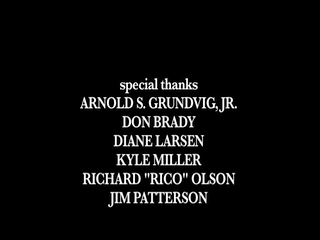 special thanks
ARNOLD S. GRUNDVIG, JR.
DON BRADY
DIANE LARSEN
KYLE MILLER
RICHARD "RICO" OLSON
JIM PATTERSON